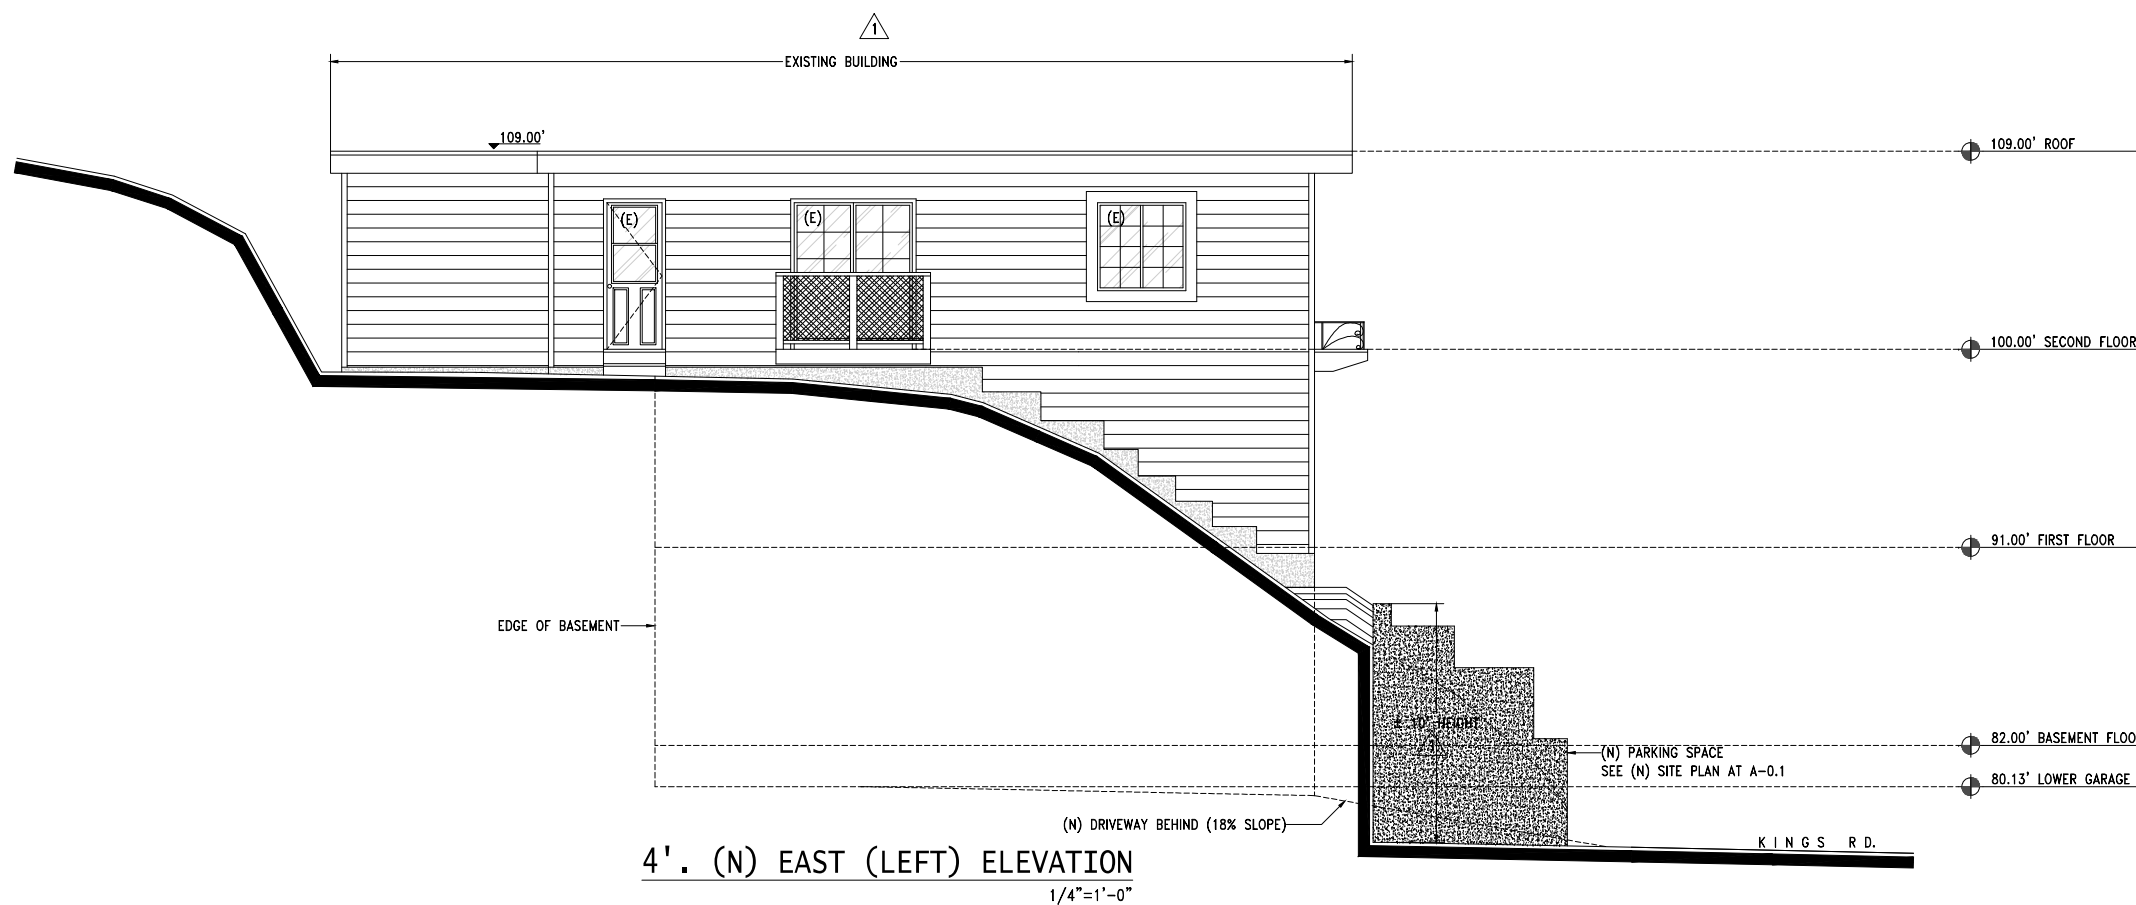 1
EXISTING BUILDING
109.00'
109.00' ROOF
(E)
(E)
(E)
100.00' SECOND FLOOR
91.00' FIRST FLOOR
EDGE OF BASEMENT
10' HEIGHT
82.00' BASEMENT FLOO
(N) PARKING SPACE
SEE (N) SITE PLAN AT A-0.1
80.13' LOWER GARAGE
(N) DRIVEWAY BEHIND (18% SLOPE)
KINGS RD.
4'. (N) EAST (LEFT) ELEVATION
1/4"=1'-0"